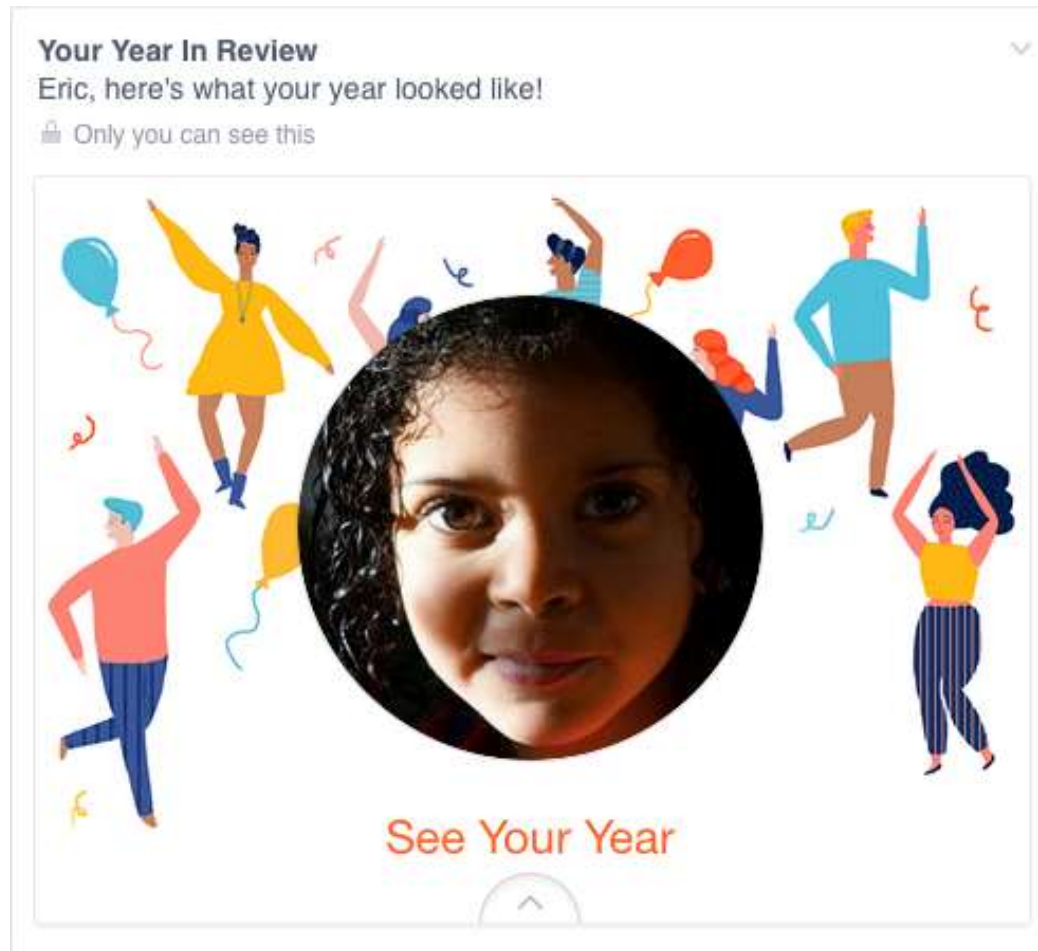 Your Year In Review
Eric, here's what your year looked like!
Only you can see this
See Your Year